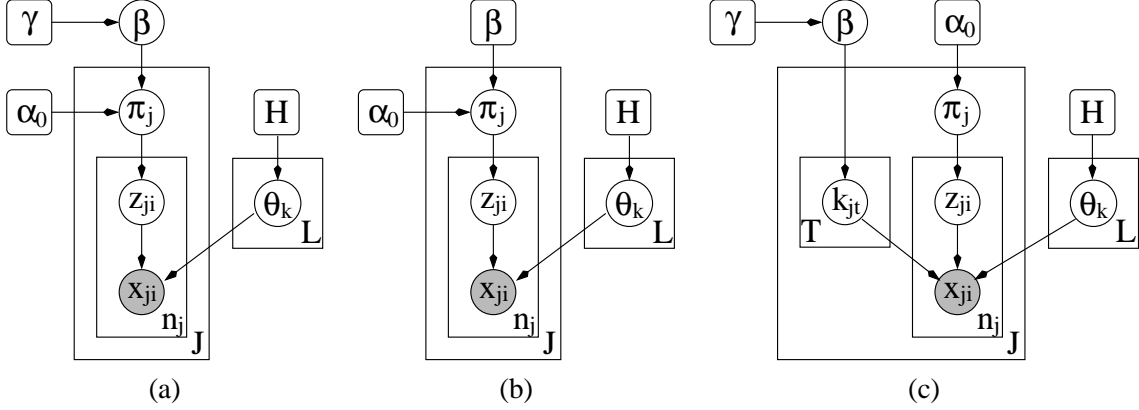 γ β β γ β α₀
α₀ πⱼ H α₀ πⱼ H πⱼ H
zⱼᵢ θₖ zⱼᵢ θₖ kⱼₜ zⱼᵢ θₖ
L L T L
xⱼᵢ xⱼᵢ xⱼᵢ
nⱼ nⱼ nⱼ
J J J
(a) (b) (c)